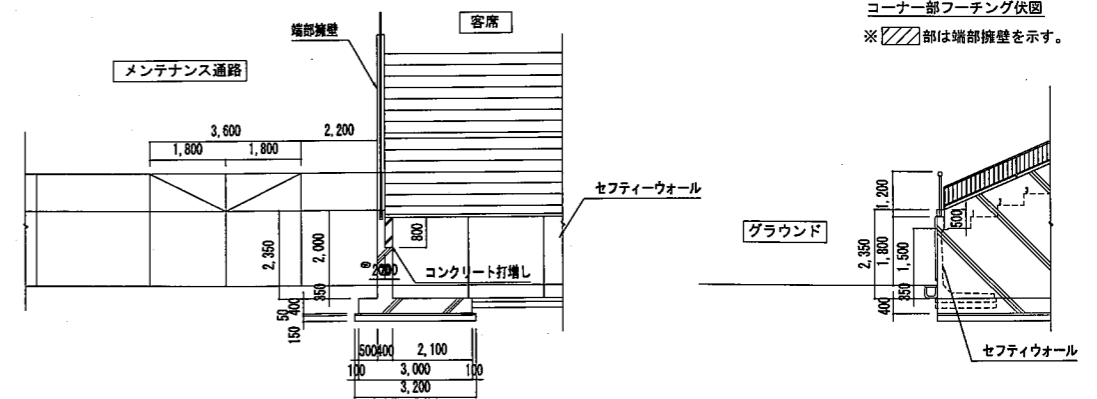 コーナー部フーチング伏図
※ 部は端部擁壁を示す。
客席
端部擁壁
メンテナンス通路
3,600
2,200
1,800
1,800
セフティーウォール
2,350
2,000
350
800
200
コンクリート打増し
50
400
150
500
400
2,100
100
3,000
100
3,200
グラウンド
1,200
500
2,350
1,800
1,500
350
400
セフティウォール